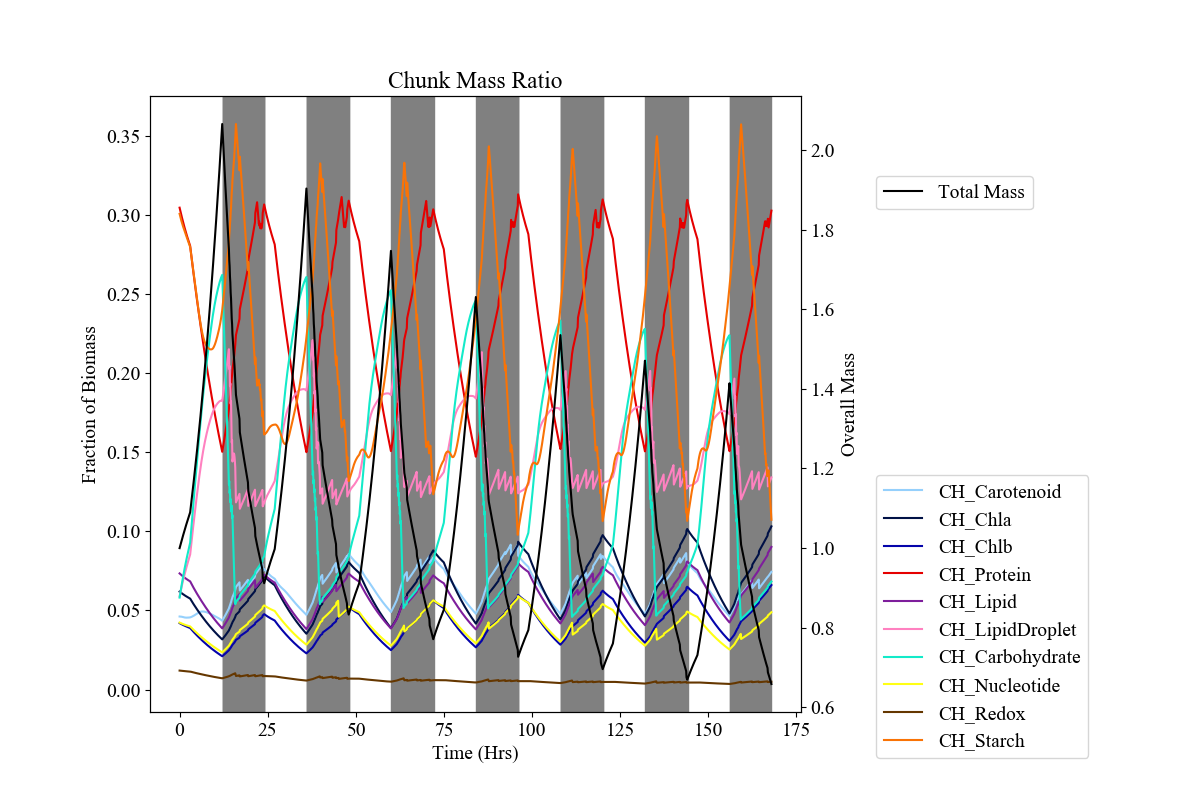 Chunk Mass Ratio
0.35
0.30
0.25
0.20
0.15
0.10
0.05
0.00
Fraction of Biomass
0
25
50
75
100
125
150
175
Time (Hrs)
2.0
1.8
1.6
1.4
1.2
1.0
0.8
0.6
Overall Mass
Total Mass
CH_Carotenoid
CH_Chla
CH_Chlb
CH_Protein
CH_Lipid
CH_LipidDroplet
CH_Carbohydrate
CH_Nucleotide
CH_Redox
CH_Starch